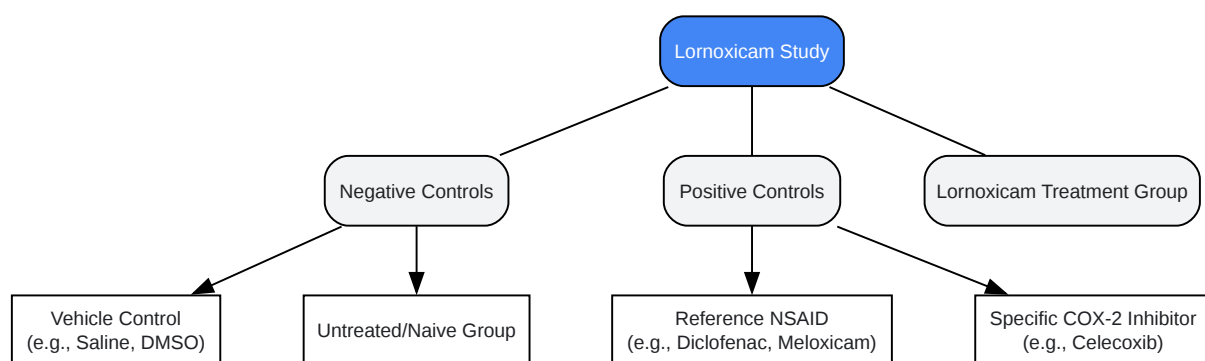 Lornoxicam Study
Negative Controls
Positive Controls
Lornoxicam Treatment Group
Vehicle Control
(e.g., Saline, DMSO)
Untreated/Naive Group
Reference NSAID
(e.g., Diclofenac, Meloxicam)
Specific COX-2 Inhibitor
(e.g., Celecoxib)